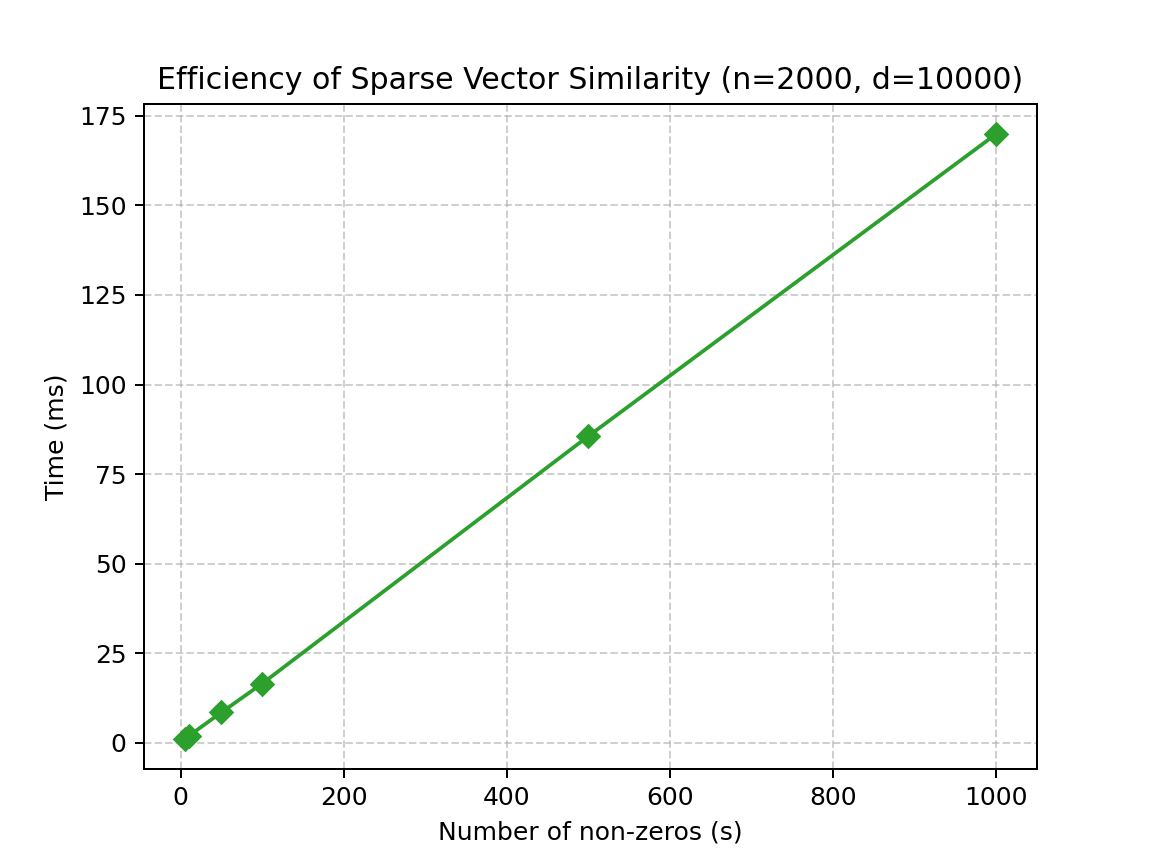 Efficiency of Sparse Vector Similarity (n=2000, d=10000)
175
150
125
100
75
50
25
0
Time (ms)
0 200 400 600 800 1000
Number of non-zeros (s)